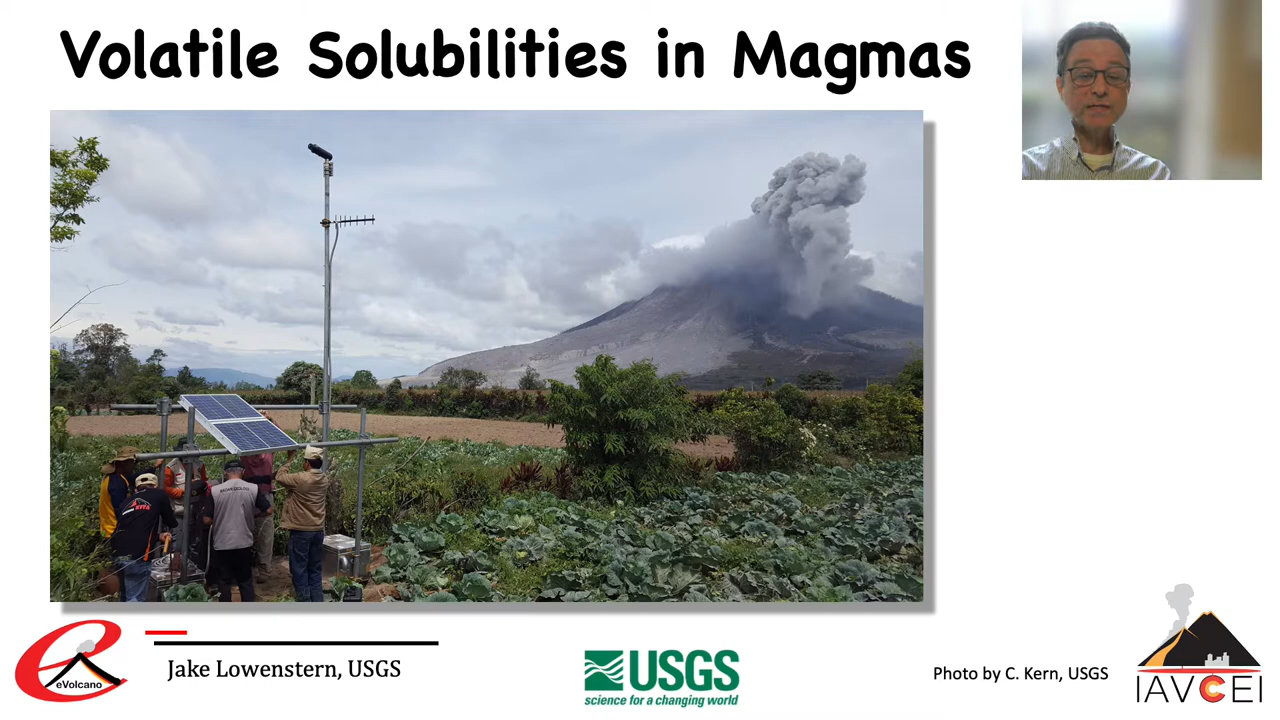 Volatile Solubilities in Magmas
eVolcano
Jake Lowenstern, USGS
USGS
science for a changing world
Photo by C. Kern, USGS
IAVCEI